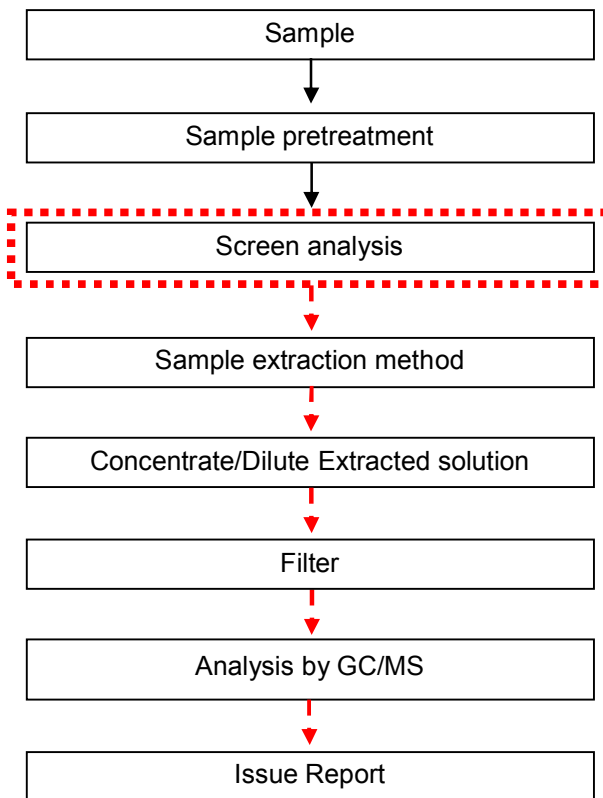 Sample
Sample pretreatment
Screen analysis
Sample extraction method
Concentrate/Dilute Extracted solution
Filter
Analysis by GC/MS
Issue Report